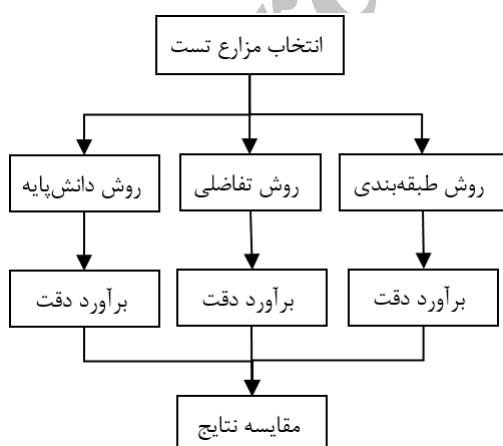 انتخاب مزارع تست
روش طبقه‌بندی
روش تفاضلی
روش دانش‌پایه
برآورد دقت
برآورد دقت
برآورد دقت
مقایسه نتایج